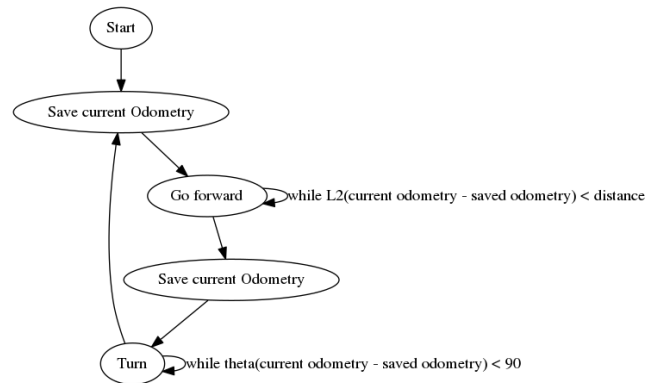 Start
Save current Odometry
Go forward
while L2(current odometry - saved odometry) < distance
Save current Odometry
Turn
while theta(current odometry - saved odometry) < 90